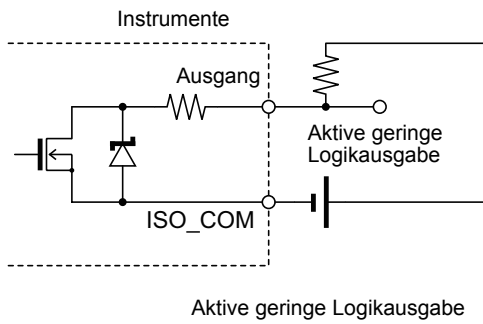 Instrumente
Ausgang
Aktive geringe
Logikausgabe
ISO_COM
Aktive geringe Logikausgabe